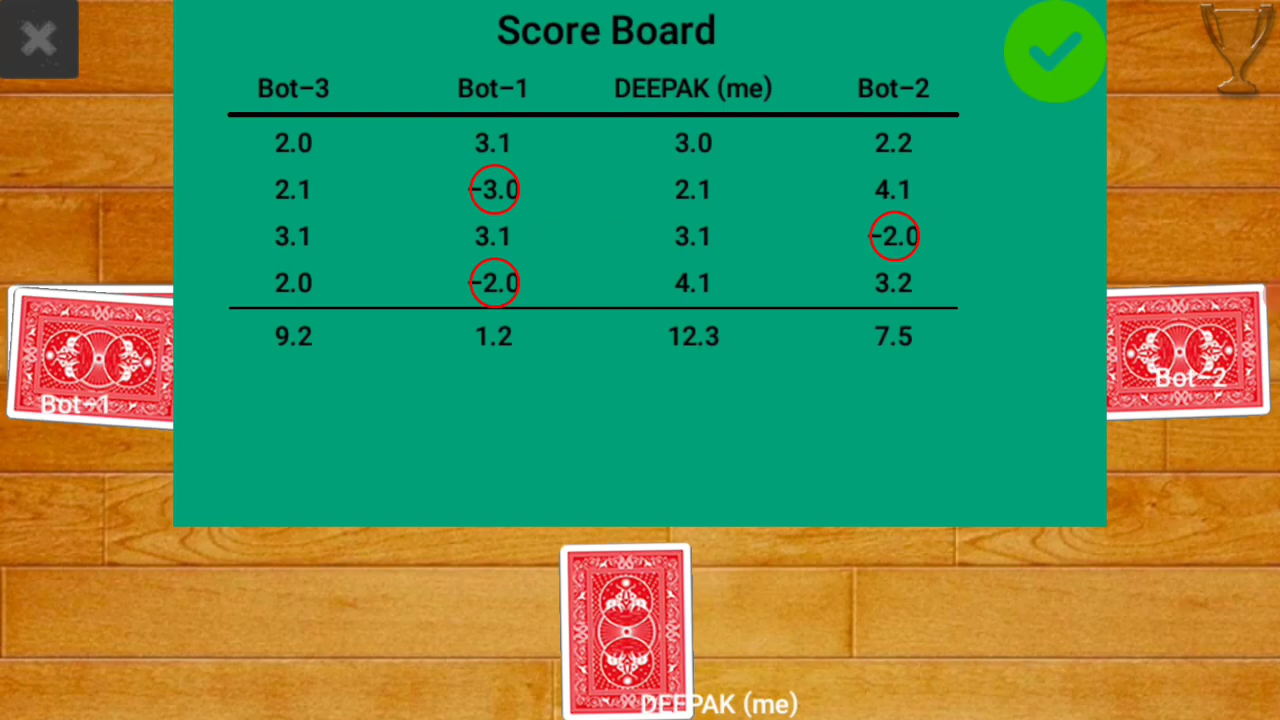 Score Board
Bot–3 Bot–1 DEEPAK (me) Bot–2
2.0 3.1 3.0 2.2
2.1 –3.0 2.1 4.1
3.1 3.1 3.1 –2.0
2.0 –2.0 4.1 3.2
9.2 1.2 12.3 7.5
Bot–1
Bot–2
DEEPAK (me)